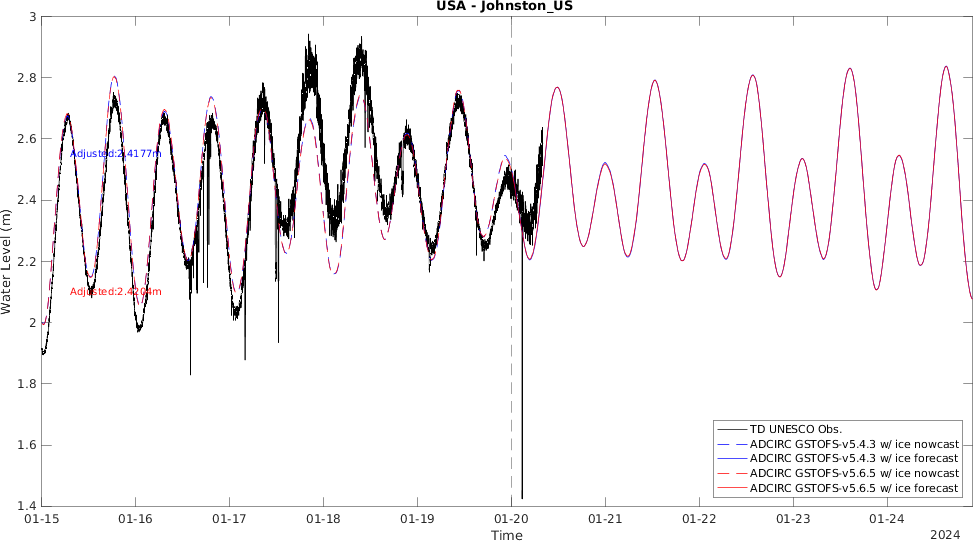 USA - Johnston_US
3
2.8
2.6
2.4
2.2
2
1.8
1.6
1.4
Water Level (m)
Adjusted:2.4177m
Adjusted:2.4204m
TD UNESCO Obs.
ADCIRC GSTOFS-v5.4.3 w/ ice nowcast
ADCIRC GSTOFS-v5.4.3 w/ ice forecast
ADCIRC GSTOFS-v5.6.5 w/ ice nowcast
ADCIRC GSTOFS-v5.6.5 w/ ice forecast
01-15 01-16 01-17 01-18 01-19 01-20 01-21 01-22 01-23 01-24
Time
2024